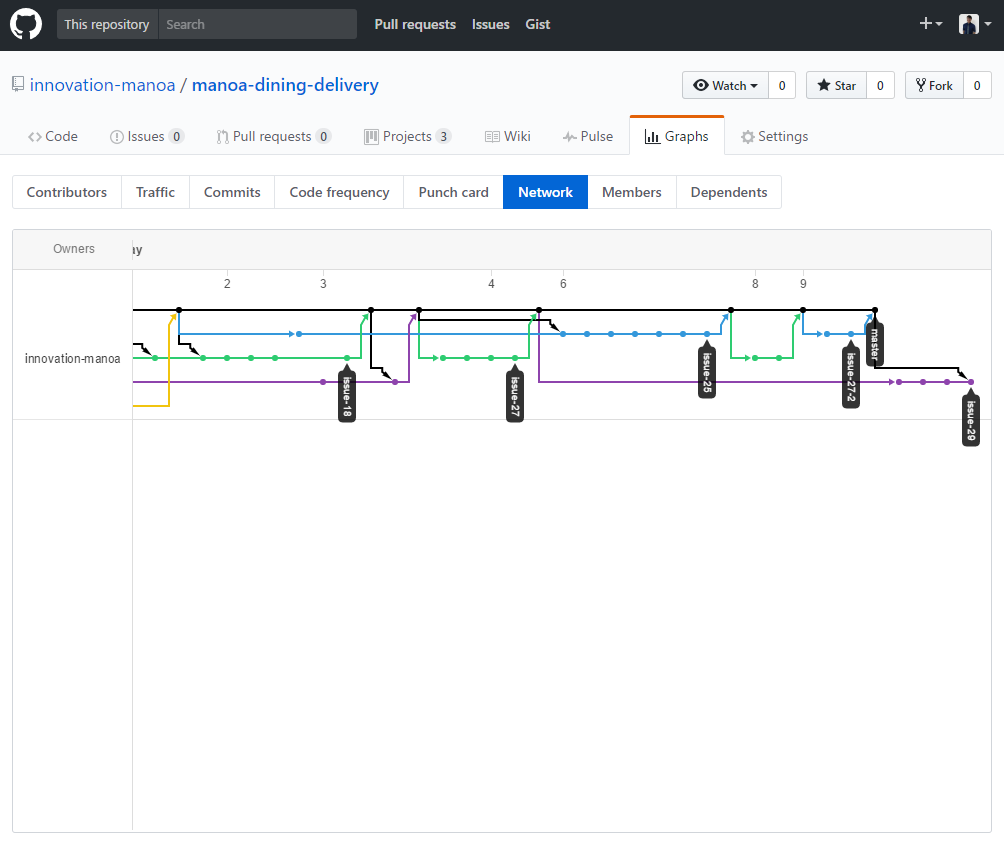 This repository Search Pull requests Issues Gist
innovation-manoa / manoa-dining-delivery Watch 0 Star 0 Fork 0
Code Issues 0 Pull requests 0 Projects 3 Wiki Pulse Graphs Settings
Contributors Traffic Commits Code frequency Punch card Network Members Dependents
Owners ay
2 3 4 6 8 9
innovation-manoa
master
issue-18
issue-27
issue-25
issue-27-2
issue-29